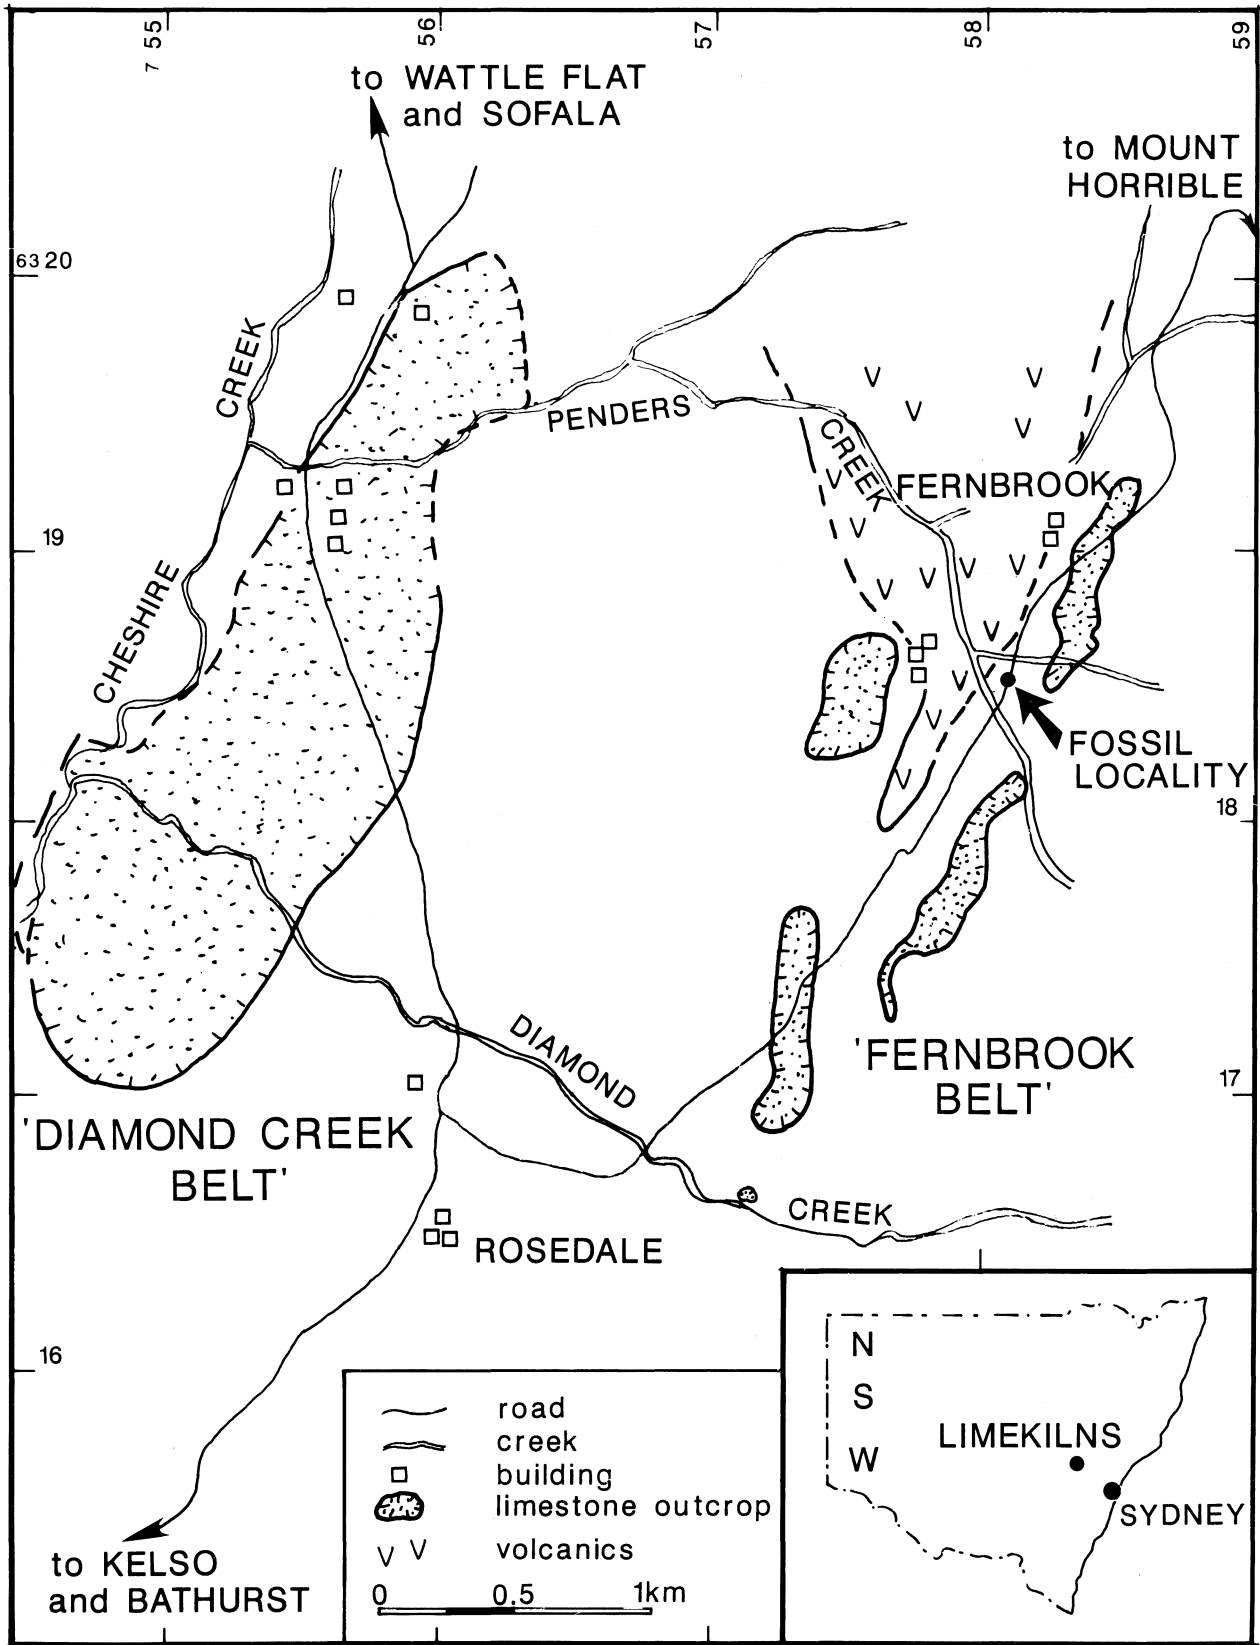 7 55
56
57
58
59
to WATTLE FLAT
and SOFALA
to MOUNT
HORRIBLE
63 20
CREEK
PENDERS
CREEK
FERNBROOK
19
CHESHIRE
FOSSIL
LOCALITY
18
DIAMOND
'FERNBROOK
BELT'
17
'DIAMOND CREEK
BELT'
CREEK
ROSEDALE
16
N
S
W
LIMEKILNS
SYDNEY
road
creek
building
limestone outcrop
V V volcanics
0 0.5 1km
to KELSO
and BATHURST